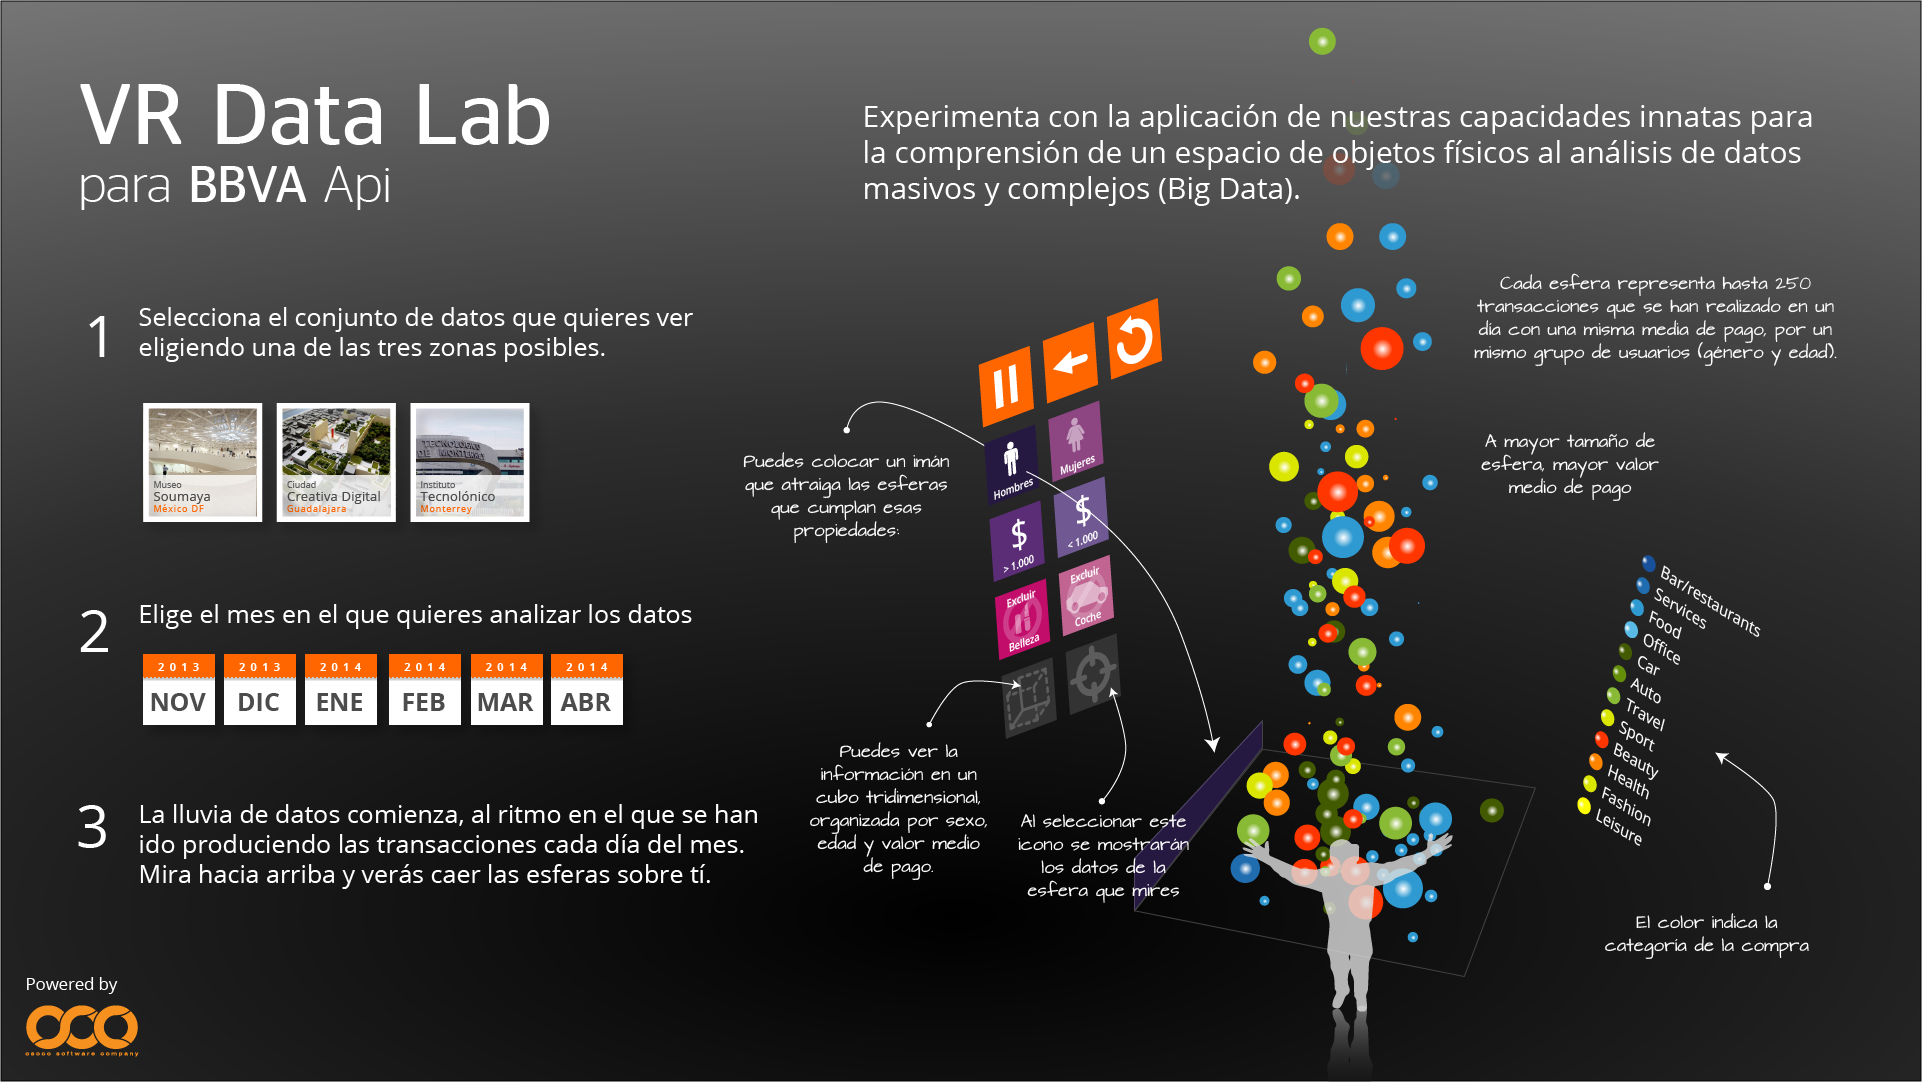 VR Data Lab
para BBVA Api
Experimenta con la aplicación de nuestras capacidades innatas para
la comprensión de un espacio de objetos físicos al análisis de datos
masivos y complejos (Big Data).
1
Selecciona el conjunto de datos que quieres ver
eligiendo una de las tres zonas posibles.
Museo
Soumaya
México DF
Ciudad
Creativa Digital
Guadalajara
TECNOLÓGICO
DE MONTERREY
Instituto
Tecnolónico
Monterrey
2
Elige el mes en el que quieres analizar los datos
2013
NOV
2013
DIC
2014
ENE
2014
FEB
2014
MAR
2014
ABR
3
La lluvia de datos comienza, al ritmo en el que se han
ido produciendo las transacciones cada día del mes.
Mira hacia arriba y verás caer las esferas sobre tí.
Powered by
ococo software company
Puedes colocar un imán
que atraiga las esferas
que cumplan esas
propiedades:
Hombres
Mujeres
$
> 1.000
$
< 1.000
Excluir
Belleza
Excluir
Coche
Puedes ver la
información en un
cubo tridimensional,
organizada por sexo,
edad y valor medio
de pago.
Al seleccionar este
icono se mostrarán
los datos de la
esfera que mires
Cada esfera representa hasta 250
transacciones que se han realizado en un
día con una misma media de pago, por un
mismo grupo de usuarios (género y edad).
A mayor tamaño de
esfera, mayor valor
medio de pago
Bar/restaurants
Services
Food
Office
Car
Auto
Travel
Sport
Beauty
Health
Fashion
Leisure
El color indica la
categoría de la compra